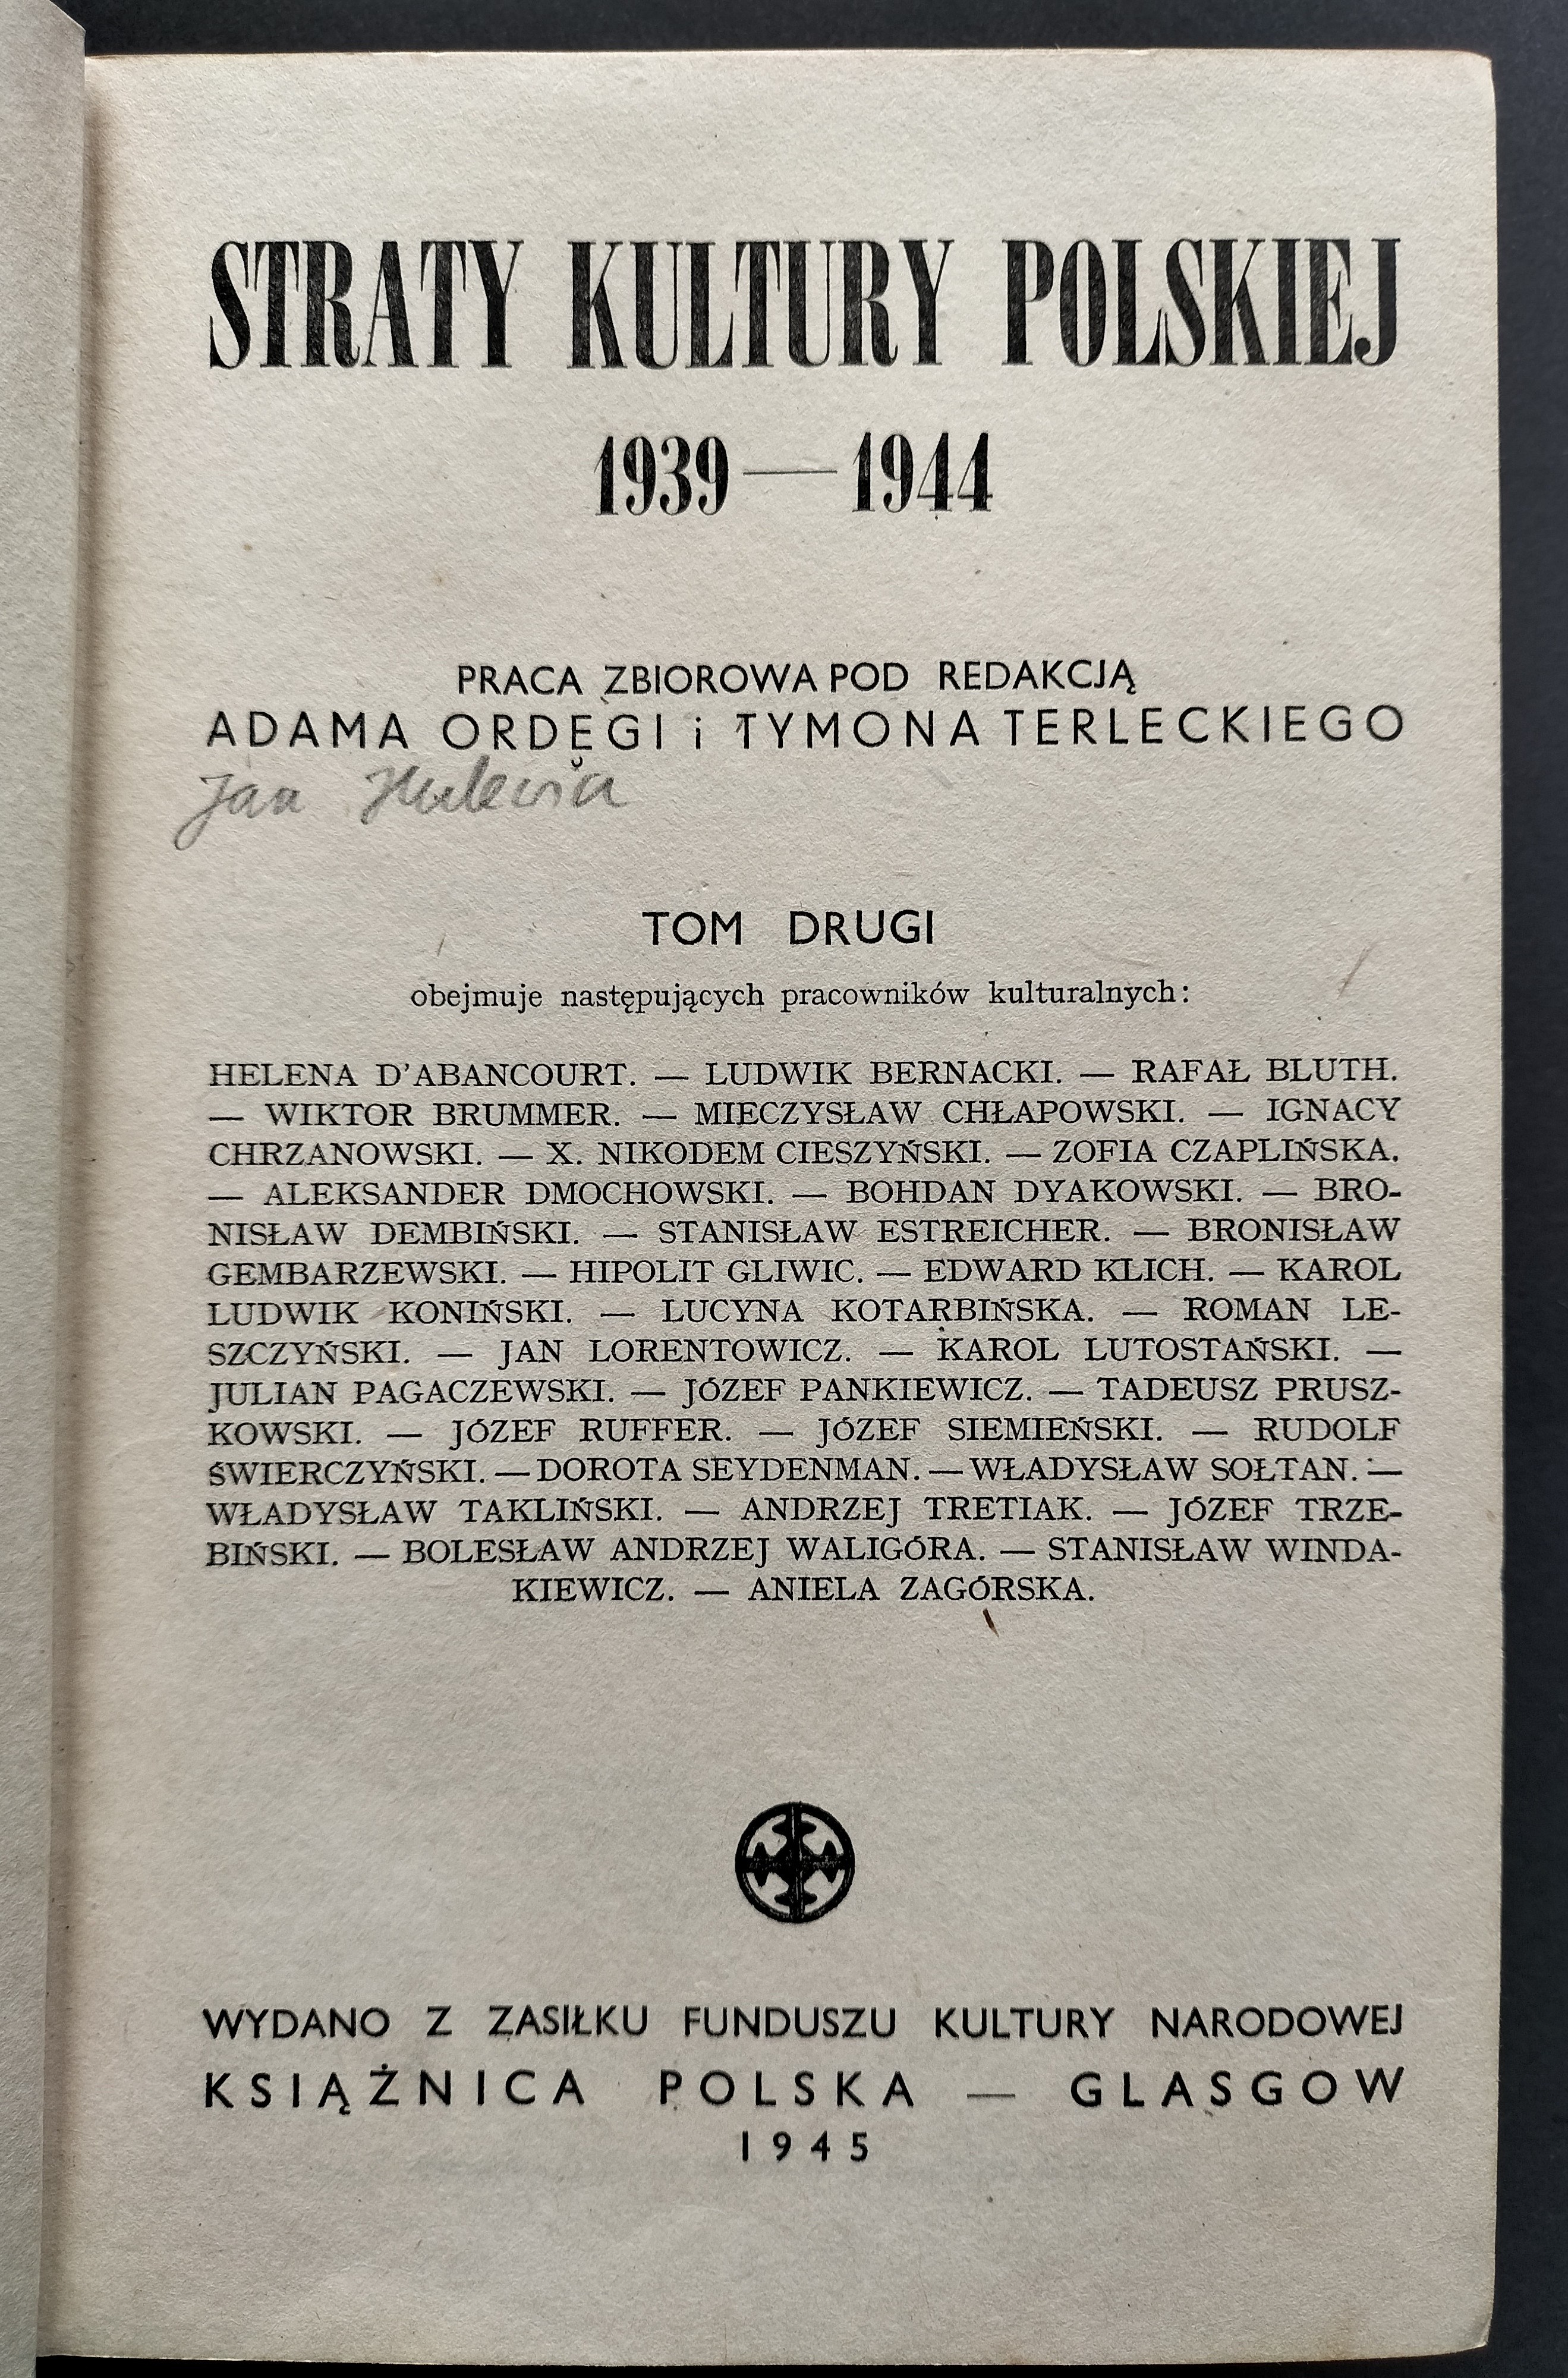 STRATY KULTURY POLSKIEJ
1939 — 1944
PRACA ZBIOROWA POD REDAKCJĄ
ADAMA ORDĘGI i TYMONA TERLECKIEGO
Jan
TOM DRUGI
obejmuje następujących pracowników kulturalnych:
HELENA D'ABANCOURT. — LUDWIK BERNACKI. — RAFAŁ BLUTH.
— WIKTOR BRUMMER. — MIECZYSŁAW CHŁAPOWSKI. — IGNACY
CHRZANOWSKI. — X. NIKODEM CIESZYŃSKI. — ZOFIA CZAPLIŃSKA.
— ALEKSANDER DMOCHOWSKI. — BOHDAN DYAKOWSKI. — BRO-
NISŁAW DEMBIŃSKI. — STANISŁAW ESTREICHER. — BRONISŁAW
GEMBARZEWSKI. — HIPOLIT GLIWIC. — EDWARD KLICH. — KAROL
LUDWIK KONIŃSKI. — LUCYNA KOTARBIŃSKA. — ROMAN LE-
SZCZYŃSKI. — JAN LORENTOWICZ. — KAROL LUTOSTAŃSKI. —
JULIAN PAGACZEWSKI. — JÓZEF PANKIEWICZ. — TADEUSZ PRUSZ-
KOWSKI. — JÓZEF RUFFER. — JÓZEF SIEMIEŃSKI. — RUDOLF
ŚWIERCZYŃSKI. — DOROTA SEYDENMAN. — WŁADYSŁAW SOŁTAN. —
WŁADYSŁAW TAKLIŃSKI. — ANDRZEJ TRETIAK. — JÓZEF TRZE-
BIŃSKI. — BOLESŁAW ANDRZEJ WALIGÓRA. — STANISŁAW WINDA-
KIEWICZ. — ANIELA ZAGÓRSKA.
WYDANO Z ZASIŁKU FUNDUSZU KULTURY NARODOWEJ
KSIĄŻNICA POLSKA — GLASGOW
1945